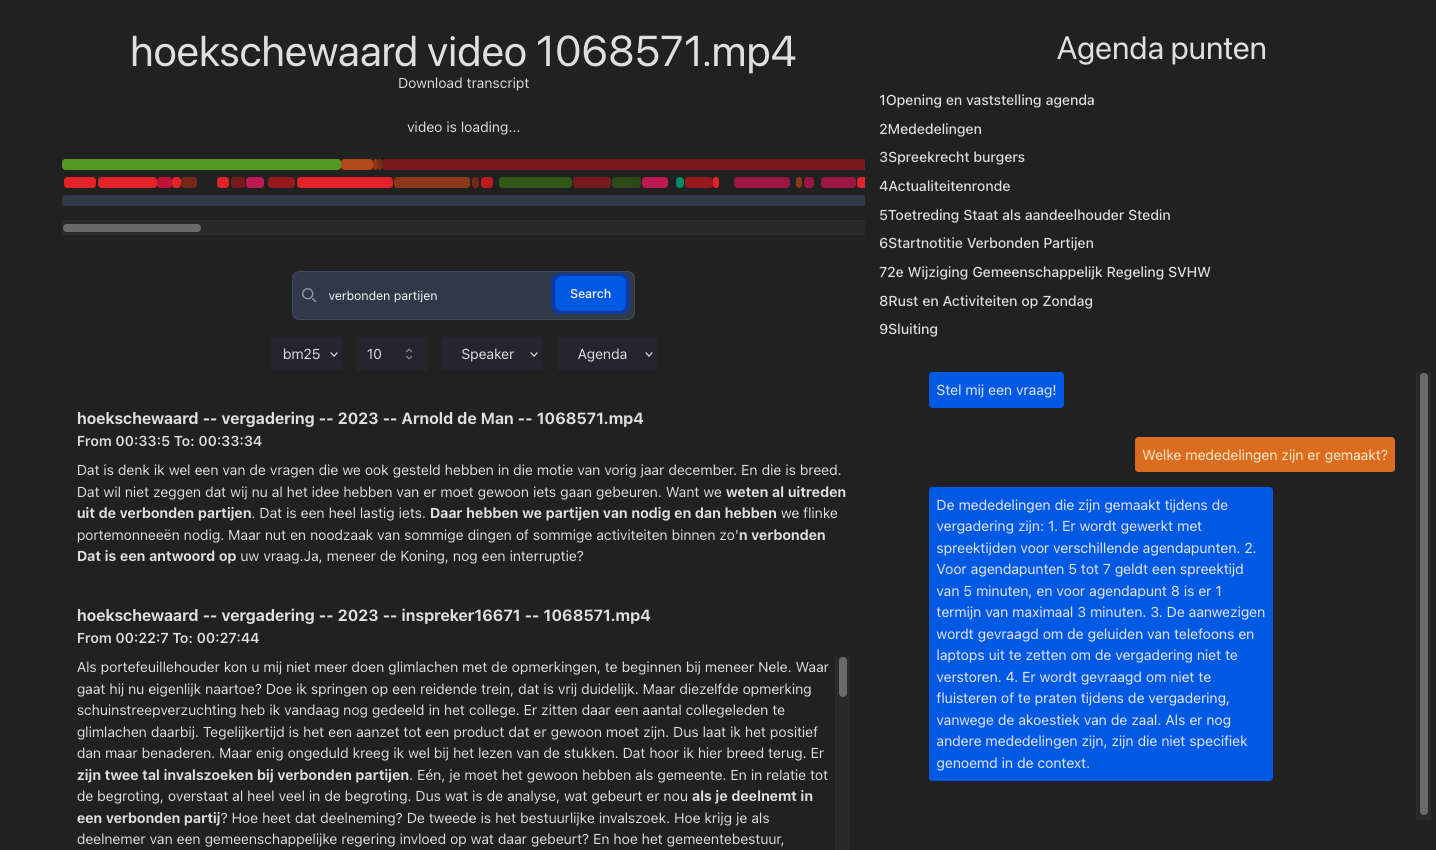 hoekschewaard video 1068571.mp4
Download transcript
video is loading...
verbonden partijen
Search
bm25
10
Speaker
Agenda
hoekschewaard -- vergadering -- 2023 -- Arnold de Man -- 1068571.mp4
From 00:33:5 To: 00:33:34
Dat is denk ik wel een van de vragen die we ook gesteld hebben in die motie van vorig jaar december. En die is breed.
Dat wil niet zeggen dat wij nu al het idee hebben van er moet gewoon iets gaan gebeuren. Want we weten al uitreden
uit de verbonden partijen. Dat is een heel lastig iets. Daar hebben we partijen van nodig en dan hebben we flinke
portemonneeën nodig. Maar nut en noodzaak van sommige dingen of sommige activiteiten binnen zo'n verbonden
Dat is een antwoord op uw vraag.Ja, meneer de Koning, nog een interruptie?
hoekschewaard -- vergadering -- 2023 -- inspreker16671 -- 1068571.mp4
From 00:22:7 To: 00:27:44
Als portefeuillehouder kon u mij niet meer doen glimlachen met de opmerkingen, te beginnen bij meneer Nele. Waar
gaat hij nu eigenlijk naartoe? Doe ik springen op een reidende trein, dat is vrij duidelijk. Maar diezelfde opmerking
schuinstreepverzuchting heb ik vandaag nog gedeeld in het college. Er zitten daar een aantal collegeleden te
glimlachen daarbij. Tegelijkertijd is het een aanzet tot een product dat er gewoon moet zijn. Dus laat ik het positief
dan maar benaderen. Maar enig ongeduld kreeg ik wel bij het lezen van de stukken. Dat hoor ik hier breed terug. Er
zijn twee tal invalszoeken bij verbonden partijen. Eén, je moet het gewoon hebben als gemeente. En in relatie tot
de begroting, overstaat al heel veel in de begroting. Dus wat is de analyse, wat gebeurt er nou als je deelnemt in
een verbonden partij? Hoe heet dat deelneming? De tweede is het bestuurlijke invalszoek. Hoe krijg je als
deelnemer van een gemeenschappelijke regering invloed op wat daar gebeurt? En hoe het gemeentebestuur,
Agenda punten
1Opening en vaststelling agenda
2Mededelingen
3Spreekrecht burgers
4Actualiteitenronde
5Toetreding Staat als aandeelhouder Stedin
6Startnotitie Verbonden Partijen
72e Wijziging Gemeenschappelijk Regeling SVHW
8Rust en Activiteiten op Zondag
9Sluiting
Stel mij een vraag!
Welke mededelingen zijn er gemaakt?
De mededelingen die zijn gemaakt tijdens de
vergadering zijn: 1. Er wordt gewerkt met
spreektijden voor verschillende agendapunten. 2.
Voor agendapunten 5 tot 7 geldt een spreektijd
van 5 minuten, en voor agendapunt 8 is er 1
termijn van maximaal 3 minuten. 3. De aanwezigen
wordt gevraagd om de geluiden van telefoons en
laptops uit te zetten om de vergadering niet te
verstoren. 4. Er wordt gevraagd om niet te
fluisteren of te praten tijdens de vergadering,
vanwege de akoestiek van de zaal. Als er nog
andere mededelingen zijn, zijn die niet specifiek
genoemd in de context.